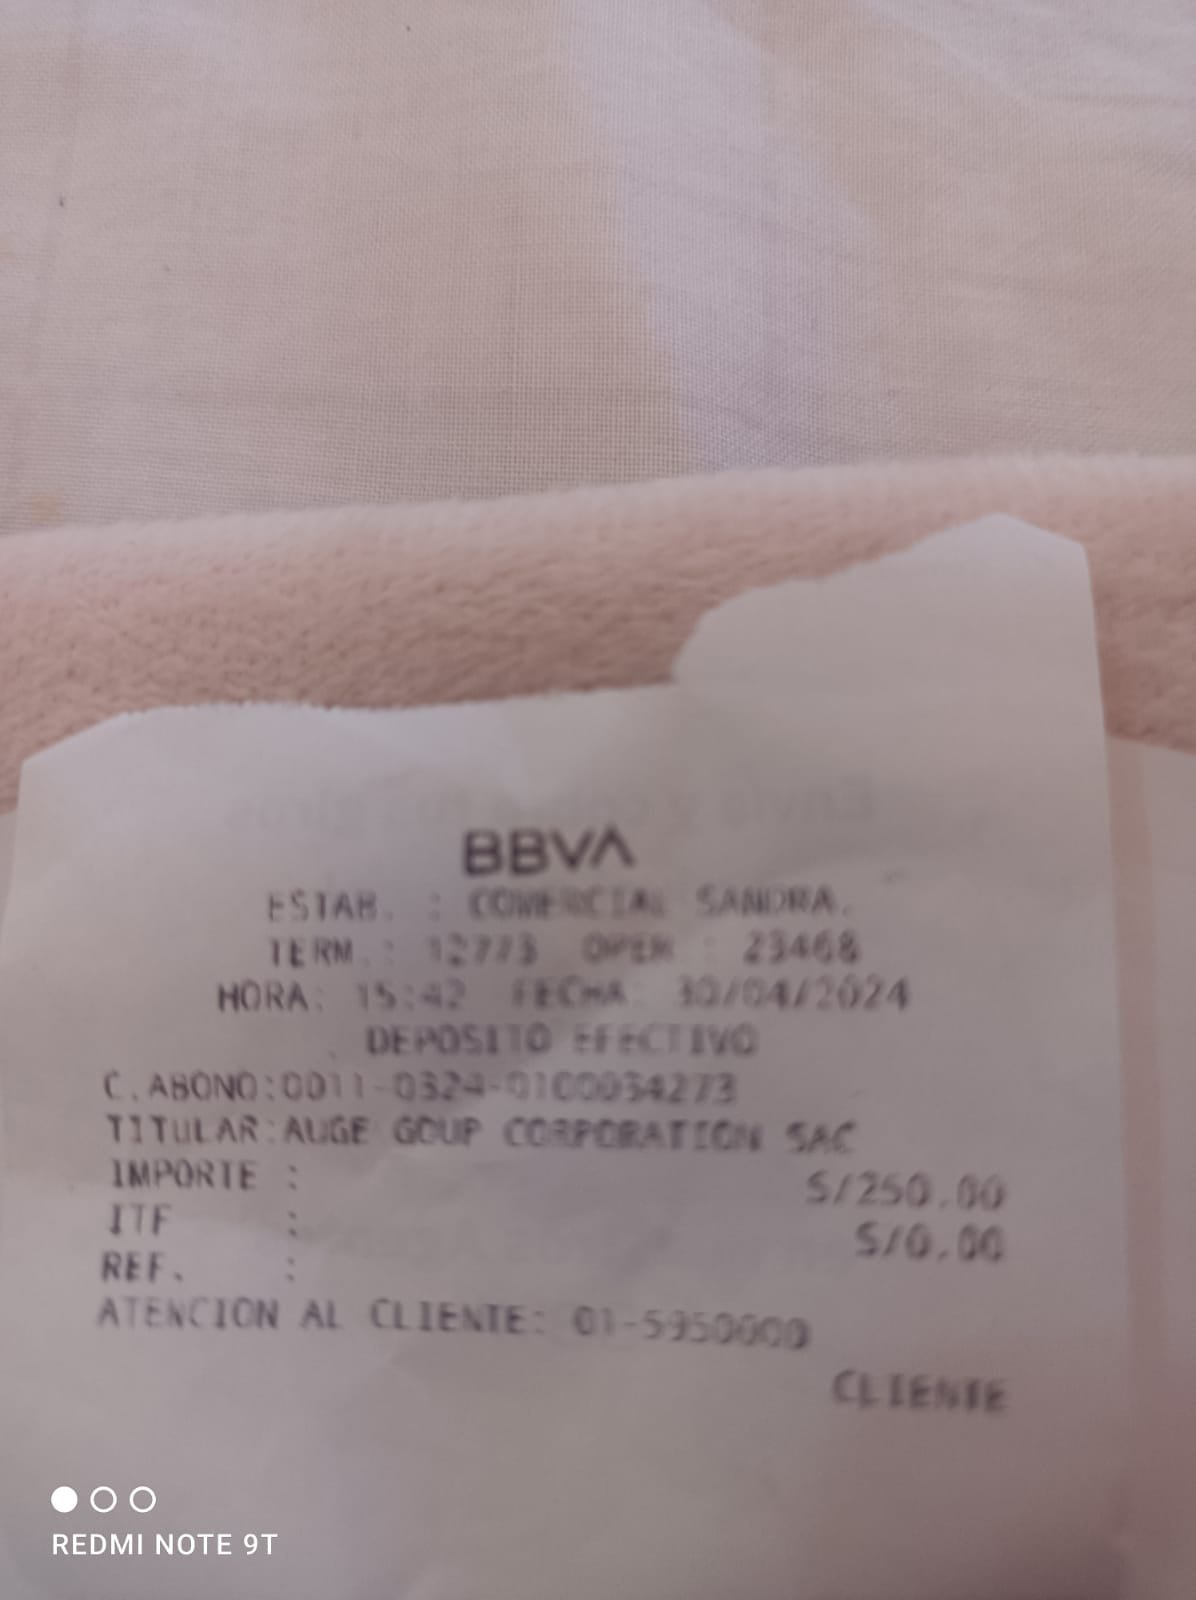 BBVA
ESTAB. : COMERCIAL SANDRA.
TERM.: 12773 OPER : 23468
HORA: 15:42 FECHA: 30/04/2024
DEPOSITO EFECTIVO
C.ABONO:0011-0324-0100034273
TITULAR:AUGE GOUP CORPORATION SAC
IMPORTE : S/250.00
ITF : S/0.00
REF. :
ATENCION AL CLIENTE: 01-5950000
CLIENTE
REDMI NOTE 9T